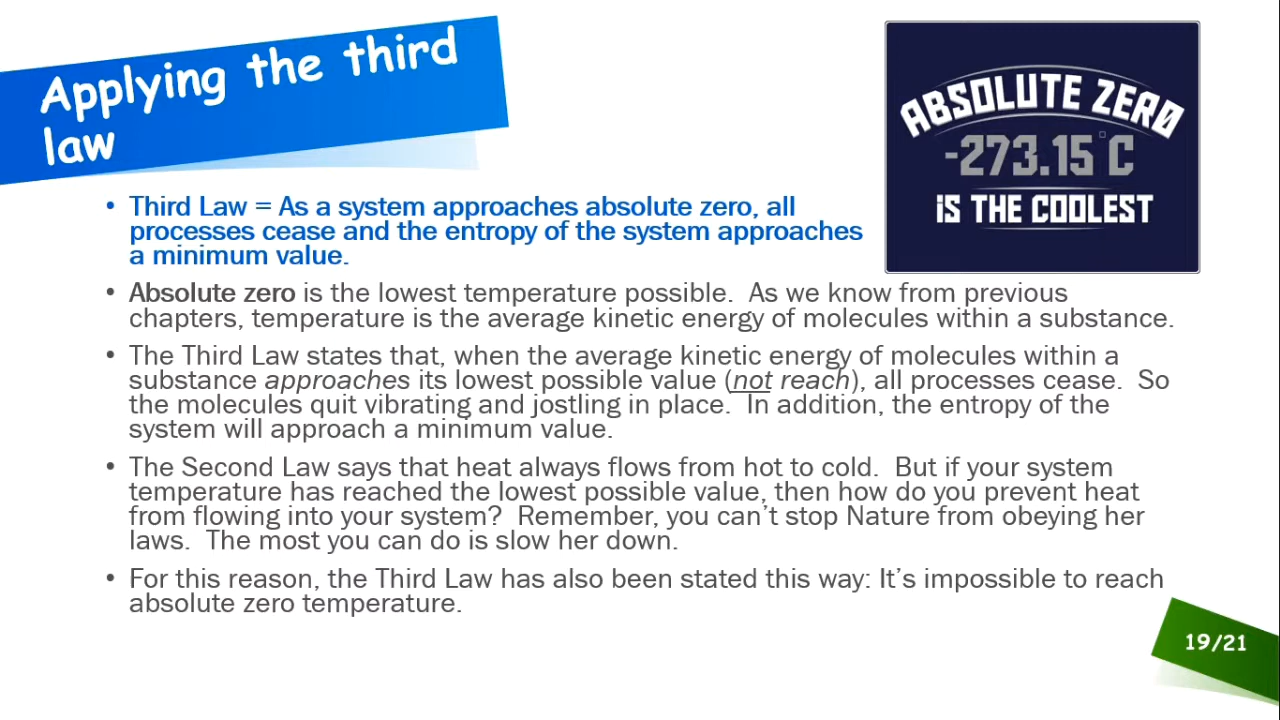 Applying the third
law
ABSOLUTE ZERO
-273.15°C
iS THE COOLEST
• Third Law = As a system approaches absolute zero, all
processes cease and the entropy of the system approaches
a minimum value.
• Absolute zero is the lowest temperature possible.  As we know from previous
chapters, temperature is the average kinetic energy of molecules within a substance.
• The Third Law states that, when the average kinetic energy of molecules within a
substance approaches its lowest possible value (not reach), all processes cease.  So
the molecules quit vibrating and jostling in place.  In addition, the entropy of the
system will approach a minimum value.
• The Second Law says that heat always flows from hot to cold.  But if your system
temperature has reached the lowest possible value, then how do you prevent heat
from flowing into your system?  Remember, you can’t stop Nature from obeying her
laws.  The most you can do is slow her down.
• For this reason, the Third Law has also been stated this way: It’s impossible to reach
absolute zero temperature.
19/21